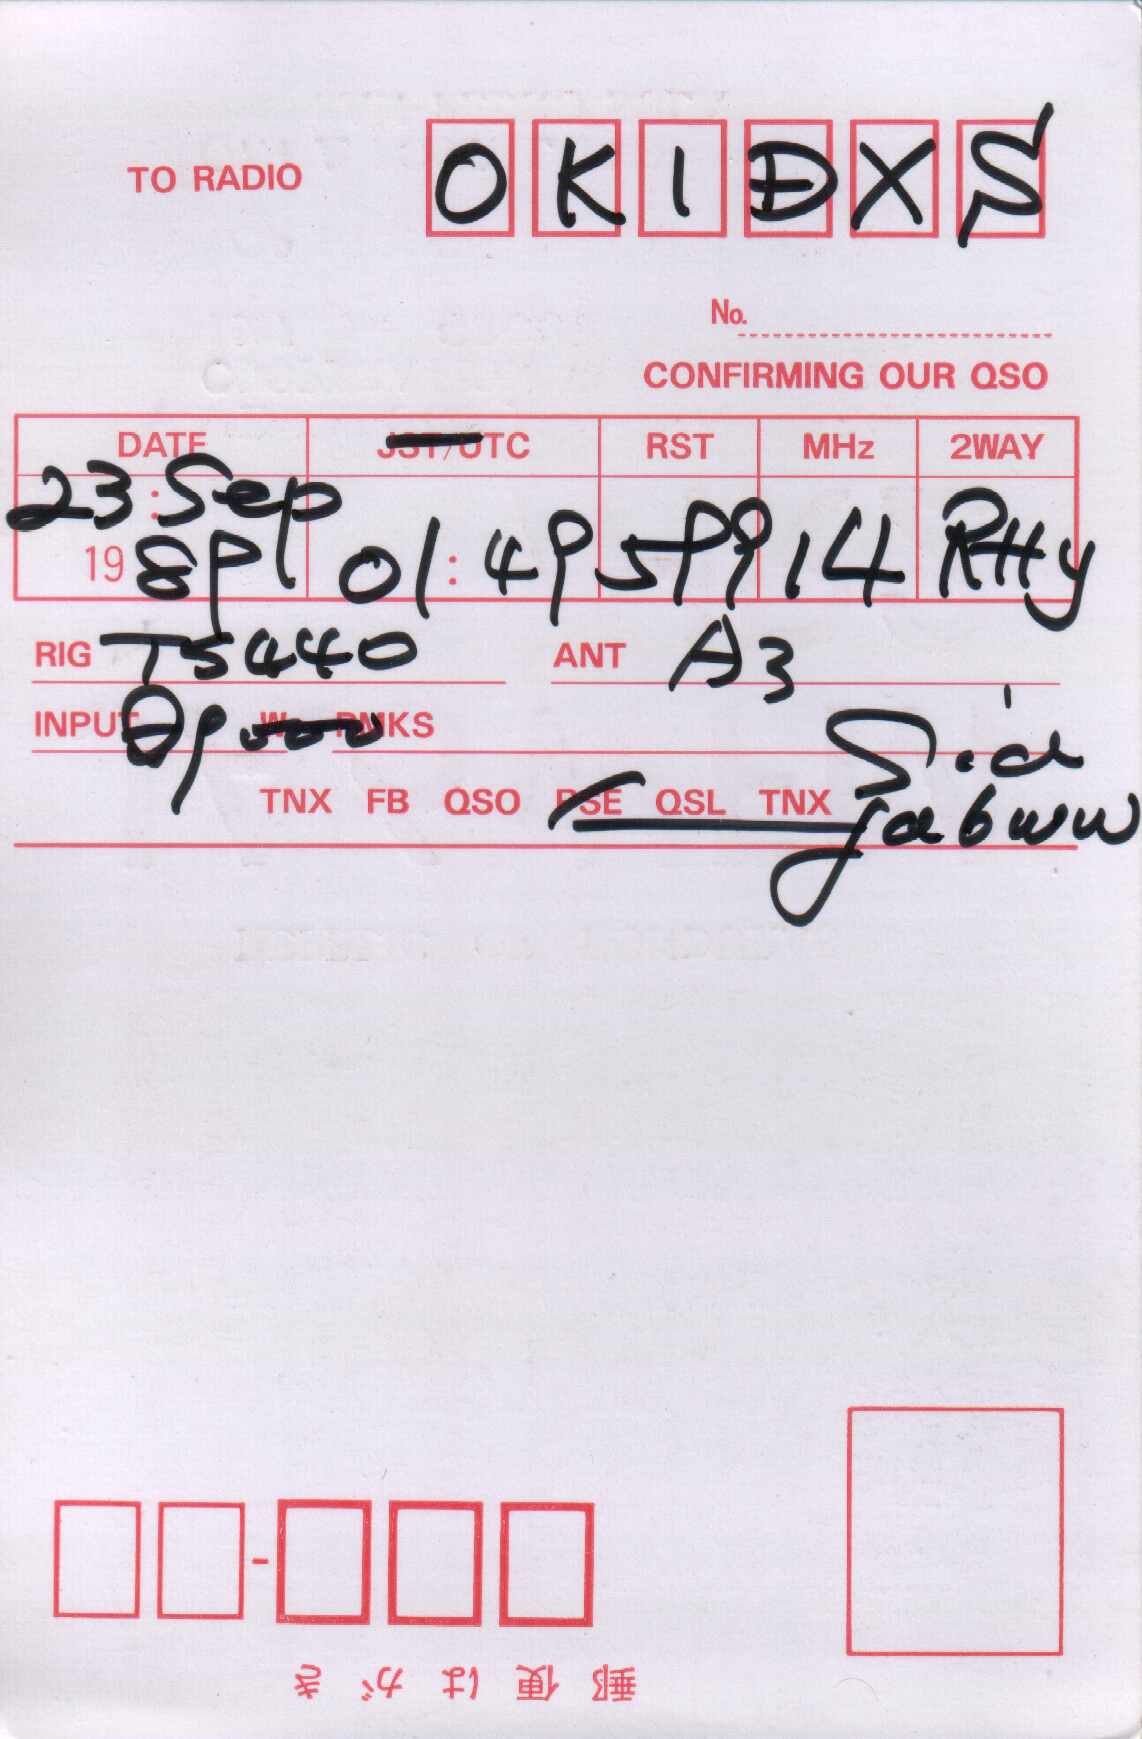 TO RADIO OK1DXS
No.
CONFIRMING OUR QSO
DATE JST/UTC RST MHz 2WAY
23 : Sep
1989 01:49 599 14 RTTY
RIG TS440 ANT A3
INPUT W RMKS
TNX FB QSO PSE QSL TNX
ja6ww
-
郵便はがき